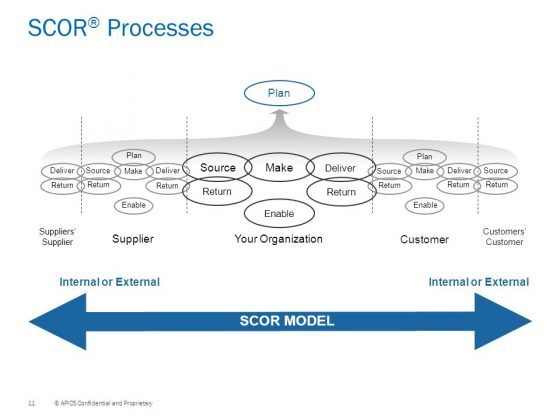 SCOR® Processes
Plan
Plan
Plan
Deliver Source Make Deliver Source Make Deliver Source Make Deliver Source
Return Return Return Return Return Return Return Return
Enable Enable Enable
Suppliers'
Supplier
Supplier
Your Organization
Customer
Customers'
Customer
Internal or External
Internal or External
SCOR MODEL
11 © APICS Confidential and Proprietary